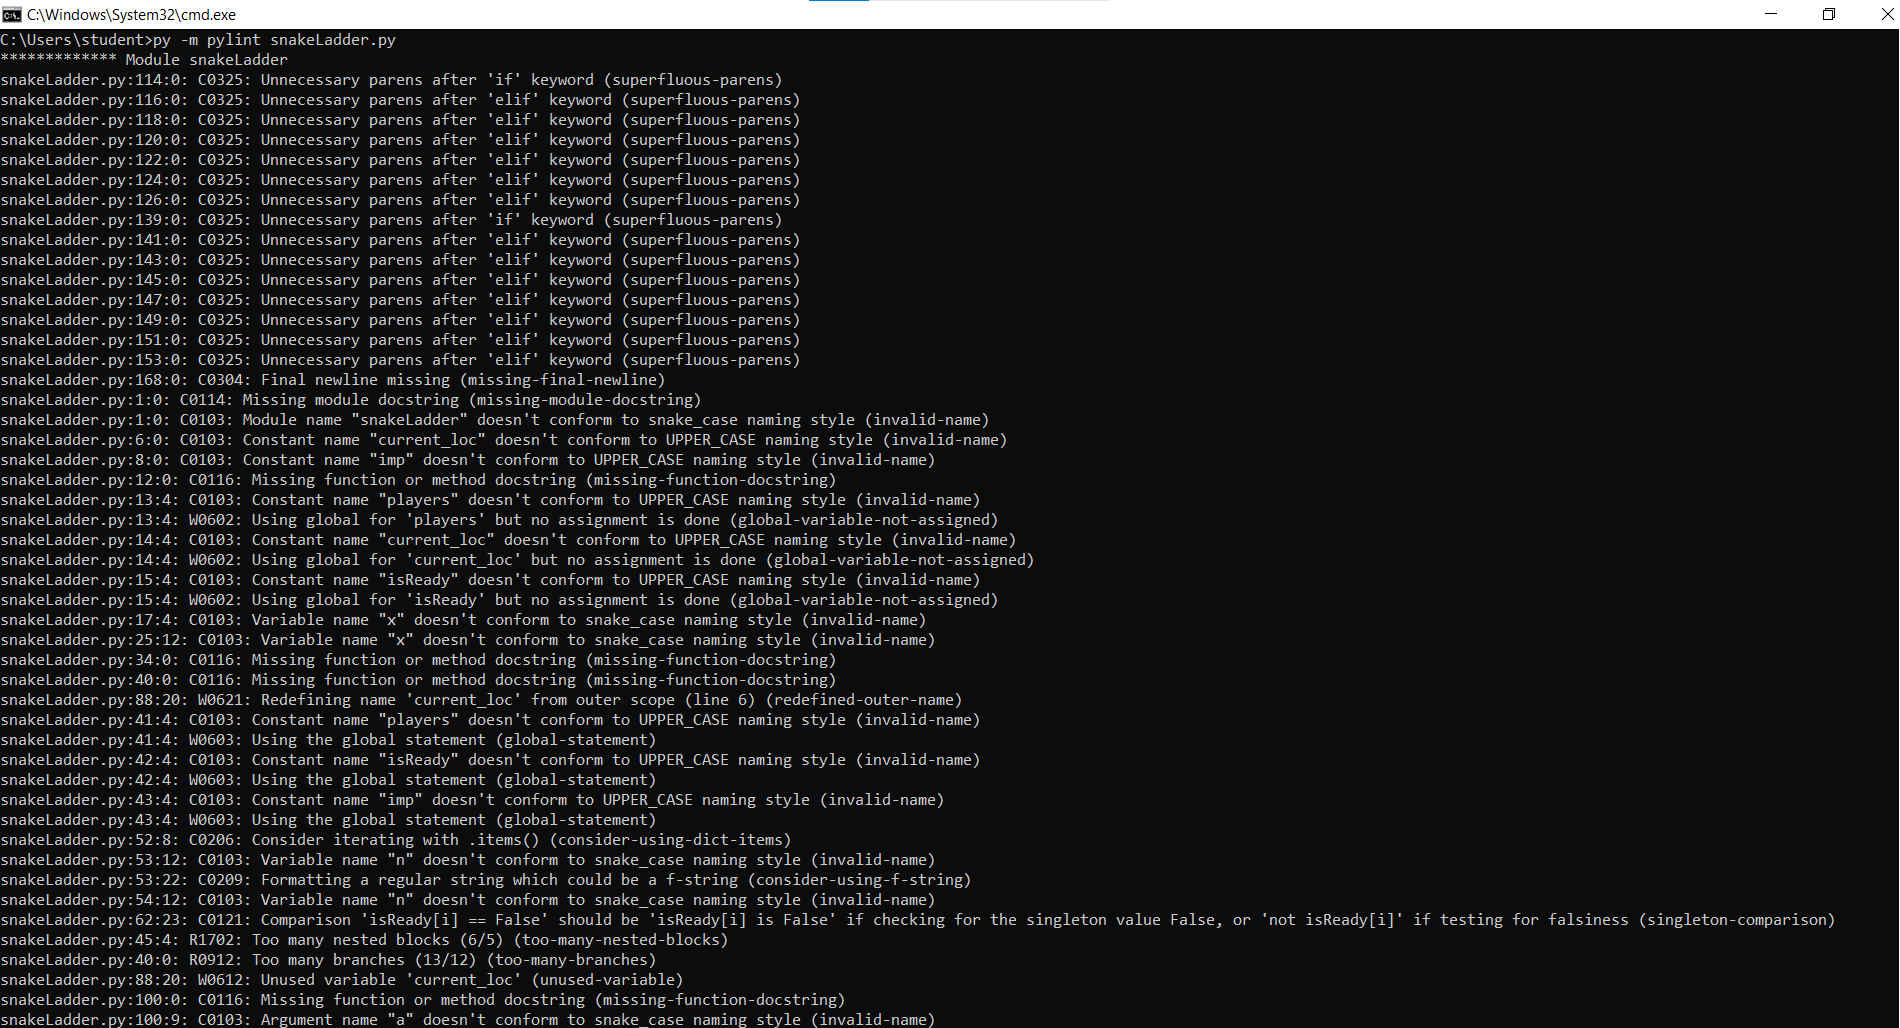 C:\Windows\System32\cmd.exe
C:\Users\student>py -m pylint snakeLadder.py
************* Module snakeLadder
snakeLadder.py:114:0: C0325: Unnecessary parens after 'if' keyword (superfluous-parens)
snakeLadder.py:116:0: C0325: Unnecessary parens after 'elif' keyword (superfluous-parens)
snakeLadder.py:118:0: C0325: Unnecessary parens after 'elif' keyword (superfluous-parens)
snakeLadder.py:120:0: C0325: Unnecessary parens after 'elif' keyword (superfluous-parens)
snakeLadder.py:122:0: C0325: Unnecessary parens after 'elif' keyword (superfluous-parens)
snakeLadder.py:124:0: C0325: Unnecessary parens after 'elif' keyword (superfluous-parens)
snakeLadder.py:126:0: C0325: Unnecessary parens after 'elif' keyword (superfluous-parens)
snakeLadder.py:139:0: C0325: Unnecessary parens after 'if' keyword (superfluous-parens)
snakeLadder.py:141:0: C0325: Unnecessary parens after 'elif' keyword (superfluous-parens)
snakeLadder.py:143:0: C0325: Unnecessary parens after 'elif' keyword (superfluous-parens)
snakeLadder.py:145:0: C0325: Unnecessary parens after 'elif' keyword (superfluous-parens)
snakeLadder.py:147:0: C0325: Unnecessary parens after 'elif' keyword (superfluous-parens)
snakeLadder.py:149:0: C0325: Unnecessary parens after 'elif' keyword (superfluous-parens)
snakeLadder.py:151:0: C0325: Unnecessary parens after 'elif' keyword (superfluous-parens)
snakeLadder.py:153:0: C0325: Unnecessary parens after 'elif' keyword (superfluous-parens)
snakeLadder.py:168:0: C0304: Final newline missing (missing-final-newline)
snakeLadder.py:1:0: C0114: Missing module docstring (missing-module-docstring)
snakeLadder.py:1:0: C0103: Module name "snakeLadder" doesn't conform to snake_case naming style (invalid-name)
snakeLadder.py:6:0: C0103: Constant name "current_loc" doesn't conform to UPPER_CASE naming style (invalid-name)
snakeLadder.py:8:0: C0103: Constant name "imp" doesn't conform to UPPER_CASE naming style (invalid-name)
snakeLadder.py:12:0: C0116: Missing function or method docstring (missing-function-docstring)
snakeLadder.py:13:4: C0103: Constant name "players" doesn't conform to UPPER_CASE naming style (invalid-name)
snakeLadder.py:13:4: W0602: Using global for 'players' but no assignment is done (global-variable-not-assigned)
snakeLadder.py:14:4: C0103: Constant name "current_loc" doesn't conform to UPPER_CASE naming style (invalid-name)
snakeLadder.py:14:4: W0602: Using global for 'current_loc' but no assignment is done (global-variable-not-assigned)
snakeLadder.py:15:4: C0103: Constant name "isReady" doesn't conform to UPPER_CASE naming style (invalid-name)
snakeLadder.py:15:4: W0602: Using global for 'isReady' but no assignment is done (global-variable-not-assigned)
snakeLadder.py:17:4: C0103: Variable name "x" doesn't conform to snake_case naming style (invalid-name)
snakeLadder.py:25:12: C0103: Variable name "x" doesn't conform to snake_case naming style (invalid-name)
snakeLadder.py:34:0: C0116: Missing function or method docstring (missing-function-docstring)
snakeLadder.py:40:0: C0116: Missing function or method docstring (missing-function-docstring)
snakeLadder.py:88:20: W0621: Redefining name 'current_loc' from outer scope (line 6) (redefined-outer-name)
snakeLadder.py:41:4: C0103: Constant name "players" doesn't conform to UPPER_CASE naming style (invalid-name)
snakeLadder.py:41:4: W0603: Using the global statement (global-statement)
snakeLadder.py:42:4: C0103: Constant name "isReady" doesn't conform to UPPER_CASE naming style (invalid-name)
snakeLadder.py:42:4: W0603: Using the global statement (global-statement)
snakeLadder.py:43:4: C0103: Constant name "imp" doesn't conform to UPPER_CASE naming style (invalid-name)
snakeLadder.py:43:4: W0603: Using the global statement (global-statement)
snakeLadder.py:52:8: C0206: Consider iterating with .items() (consider-using-dict-items)
snakeLadder.py:53:12: C0103: Variable name "n" doesn't conform to snake_case naming style (invalid-name)
snakeLadder.py:53:22: C0209: Formatting a regular string which could be a f-string (consider-using-f-string)
snakeLadder.py:54:12: C0103: Variable name "n" doesn't conform to snake_case naming style (invalid-name)
snakeLadder.py:62:23: C0121: Comparison 'isReady[i] == False' should be 'isReady[i] is False' if checking for the singleton value False, or 'not isReady[i]' if testing for falsiness (singleton-comparison)
snakeLadder.py:45:4: R1702: Too many nested blocks (6/5) (too-many-nested-blocks)
snakeLadder.py:40:0: R0912: Too many branches (13/12) (too-many-branches)
snakeLadder.py:88:20: W0612: Unused variable 'current_loc' (unused-variable)
snakeLadder.py:100:0: C0116: Missing function or method docstring (missing-function-docstring)
snakeLadder.py:100:9: C0103: Argument name "a" doesn't conform to snake_case naming style (invalid-name)